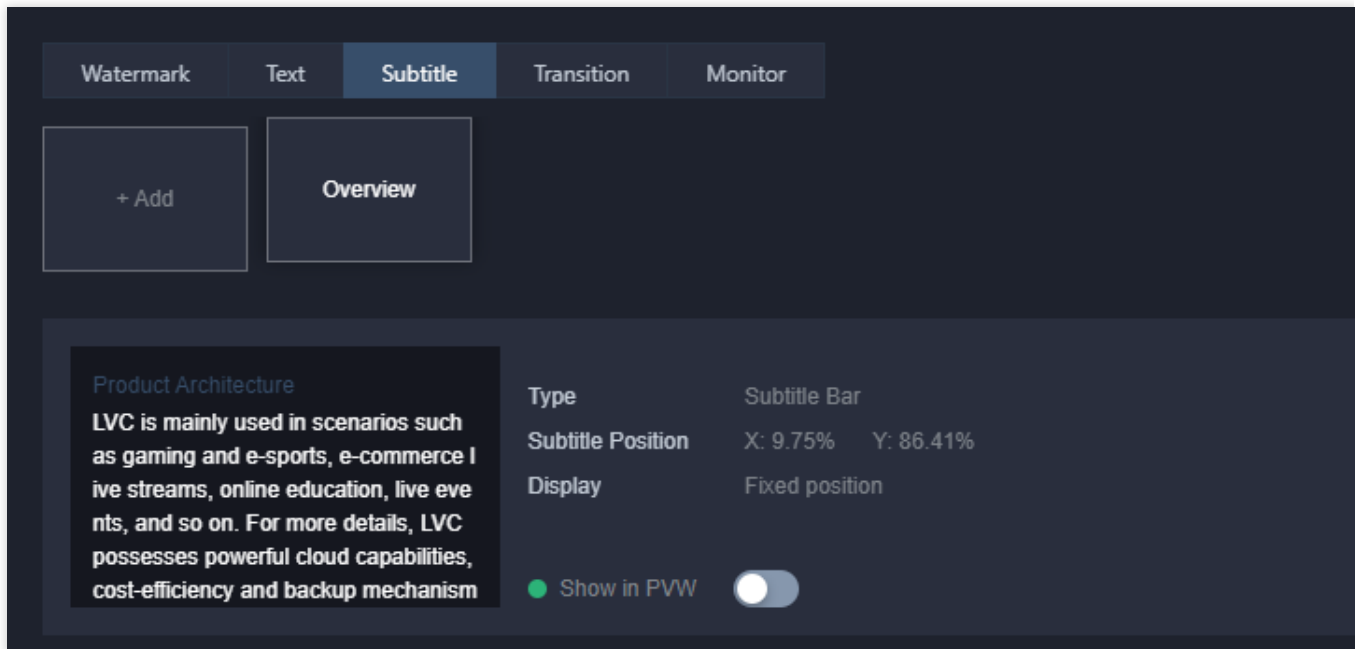 Watermark Text Subtitle Transition Monitor
+ Add
Overview
Product Architecture
LVC is mainly used in scenarios such
as gaming and e-sports, e-commerce l
ive streams, online education, live eve
nts, and so on. For more details, LVC
possesses powerful cloud capabilities,
cost-efficiency and backup mechanism
Type Subtitle Bar
Subtitle Position X: 9.75% Y: 86.41%
Display Fixed position
Show in PVW